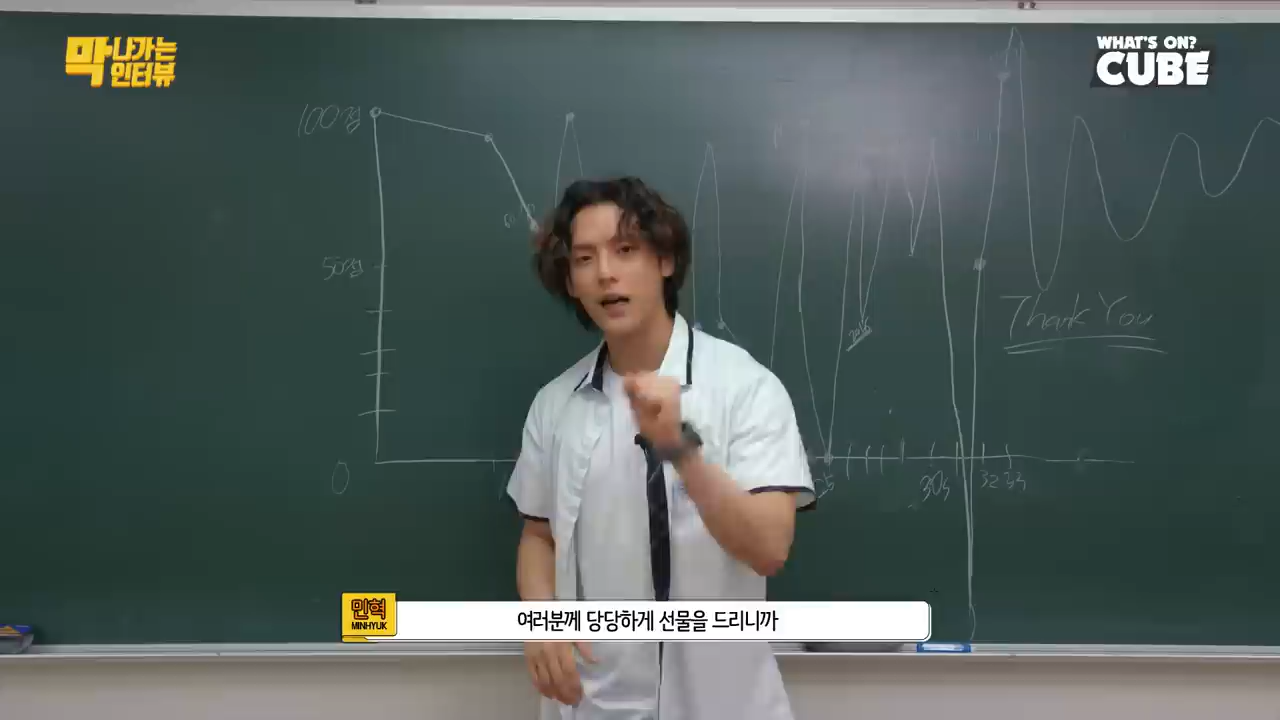 막나가는
인터뷰
WHAT'S ON?
CUBE
100점
50점
Thank You
0
25
30s
32 33
민혁
MINHYUK
여러분께 당당하게 선물을 드리니까